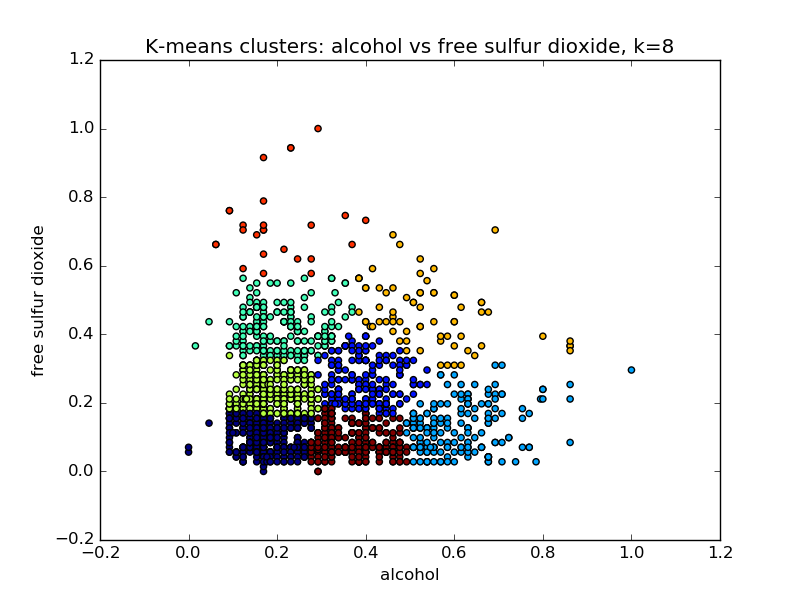 K-means clusters: alcohol vs free sulfur dioxide, k=8
1.2
1.0
0.8
0.6
0.4
0.2
0.0
−0.2
free sulfur dioxide
−0.2 0.0 0.2 0.4 0.6 0.8 1.0 1.2
alcohol